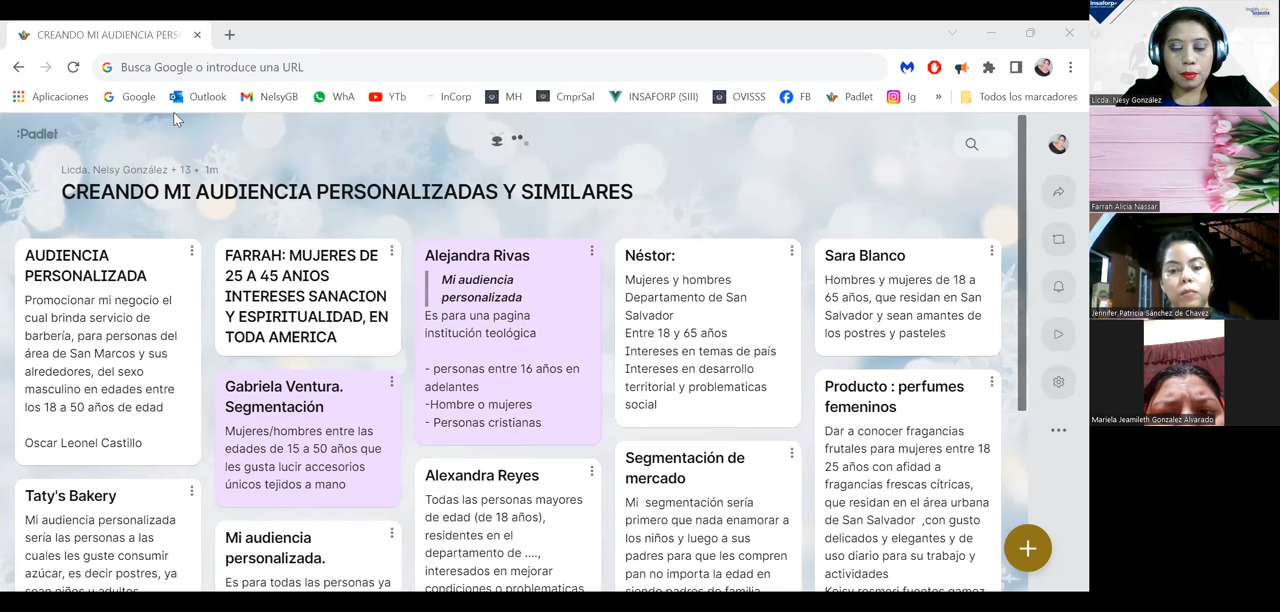 CREANDO MI AUDIENCIA PERS
Busca Google o introduce una URL
Aplicaciones
Google
Outlook
NelsyGB
WhA
YTb
InCorp
MH
CmprSal
INSAFORP (SIII)
OVISSS
FB
Padlet
Ig
»
Todos los marcadores
:Padlet
Licda. Nelsy González + 13 • 1m
CREANDO MI AUDIENCIA PERSONALIZADAS Y SIMILARES
AUDIENCIA
PERSONALIZADA
Promocionar mi negocio el
cual brinda servicio de
barbería, para personas del
área de San Marcos y sus
alrededores, del sexo
masculino en edades entre
los 18 a 50 años de edad
Oscar Leonel Castillo
Taty's Bakery
Mi audiencia personalizada
sería las personas a las
cuales les guste consumir
azúcar, es decir postres, ya
sean niños y adultos
FARRAH: MUJERES DE
25 A 45 ANIOS
INTERESES SANACION
Y ESPIRITUALIDAD, EN
TODA AMERICA
Gabriela Ventura.
Segmentación
Mujeres/hombres entre las
edades de 15 a 50 años que
les gusta lucir accesorios
únicos tejidos a mano
Mi audiencia
personalizada.
Es para todas las personas ya
Alejandra Rivas
Mi audiencia
personalizada
Es para una pagina
institución teológica
- personas entre 16 años en
adelantes
-Hombre o mujeres
- Personas cristianas
Alexandra Reyes
Todas las personas mayores
de edad (de 18 años),
residentes en el
departamento de ....,
interesados en mejorar
condiciones o problematicas
Néstor:
Mujeres y hombres
Departamento de San
Salvador
Entre 18 y 65 años
Intereses en temas de país
Intereses en desarrollo
territorial y problematicas
social
Segmentación de
mercado
Mi segmentación sería
primero que nada enamorar a
los niños y luego a sus
padres para que les compren
pan no importa la edad en
siendo padres de familia
Sara Blanco
Hombres y mujeres de 18 a
65 años, que residan en San
Salvador y sean amantes de
los postres y pasteles
Producto : perfumes
femeninos
Dar a conocer fragancias
frutales para mujeres entre 18
25 años con afidad a
fragancias frescas cítricas,
que residan en el área urbana
de San Salvador ,con gusto
delicados y elegantes y de
uso diario para su trabajo y
actividades
Keisy rosmeri fuentes gamez
Insaforp
Licda. Nesy González
Farrah Alicia Nassar
Jennifer Patricia Sánchez de Chavez
Mariela Jeamileth Gonzalez Alvarado